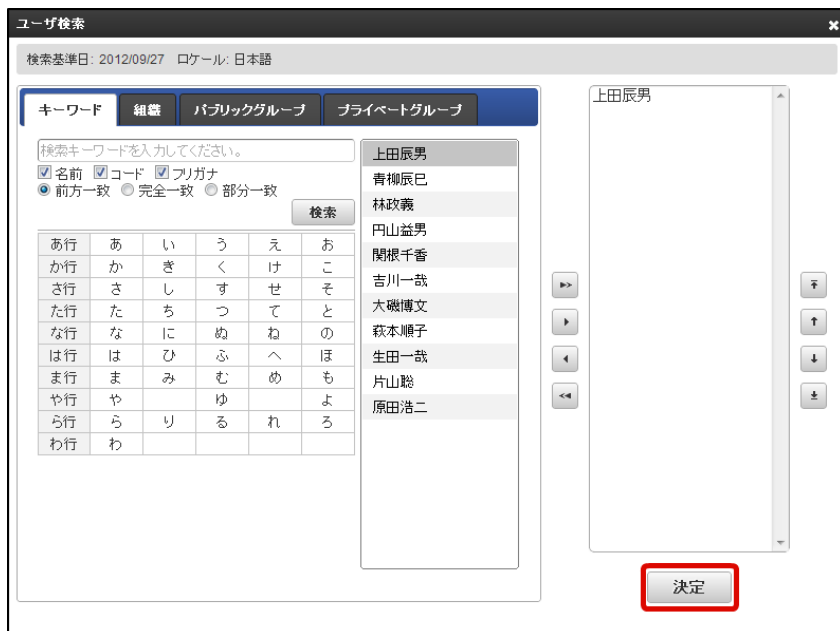 ユーザ検索
検索基準日: 2012/09/27 ロケール: 日本語
キーワード 組織 パブリックグループ プライベートグループ
検索キーワードを入力してください。
名前 コード フリガナ
前方一致 完全一致 部分一致
検索
あ行 あ い う え お
か行 か き く け こ
さ行 さ し す せ そ
た行 た ち つ て と
な行 な に ぬ ね の
は行 は ひ ふ へ ほ
ま行 ま み む め も
や行 や ゆ よ
ら行 ら り る れ ろ
わ行 わ
上田辰男
青柳辰巳
林政義
円山益男
関根千香
吉川一哉
大磯博文
萩本順子
生田一哉
片山聡
原田浩二
上田辰男
決定